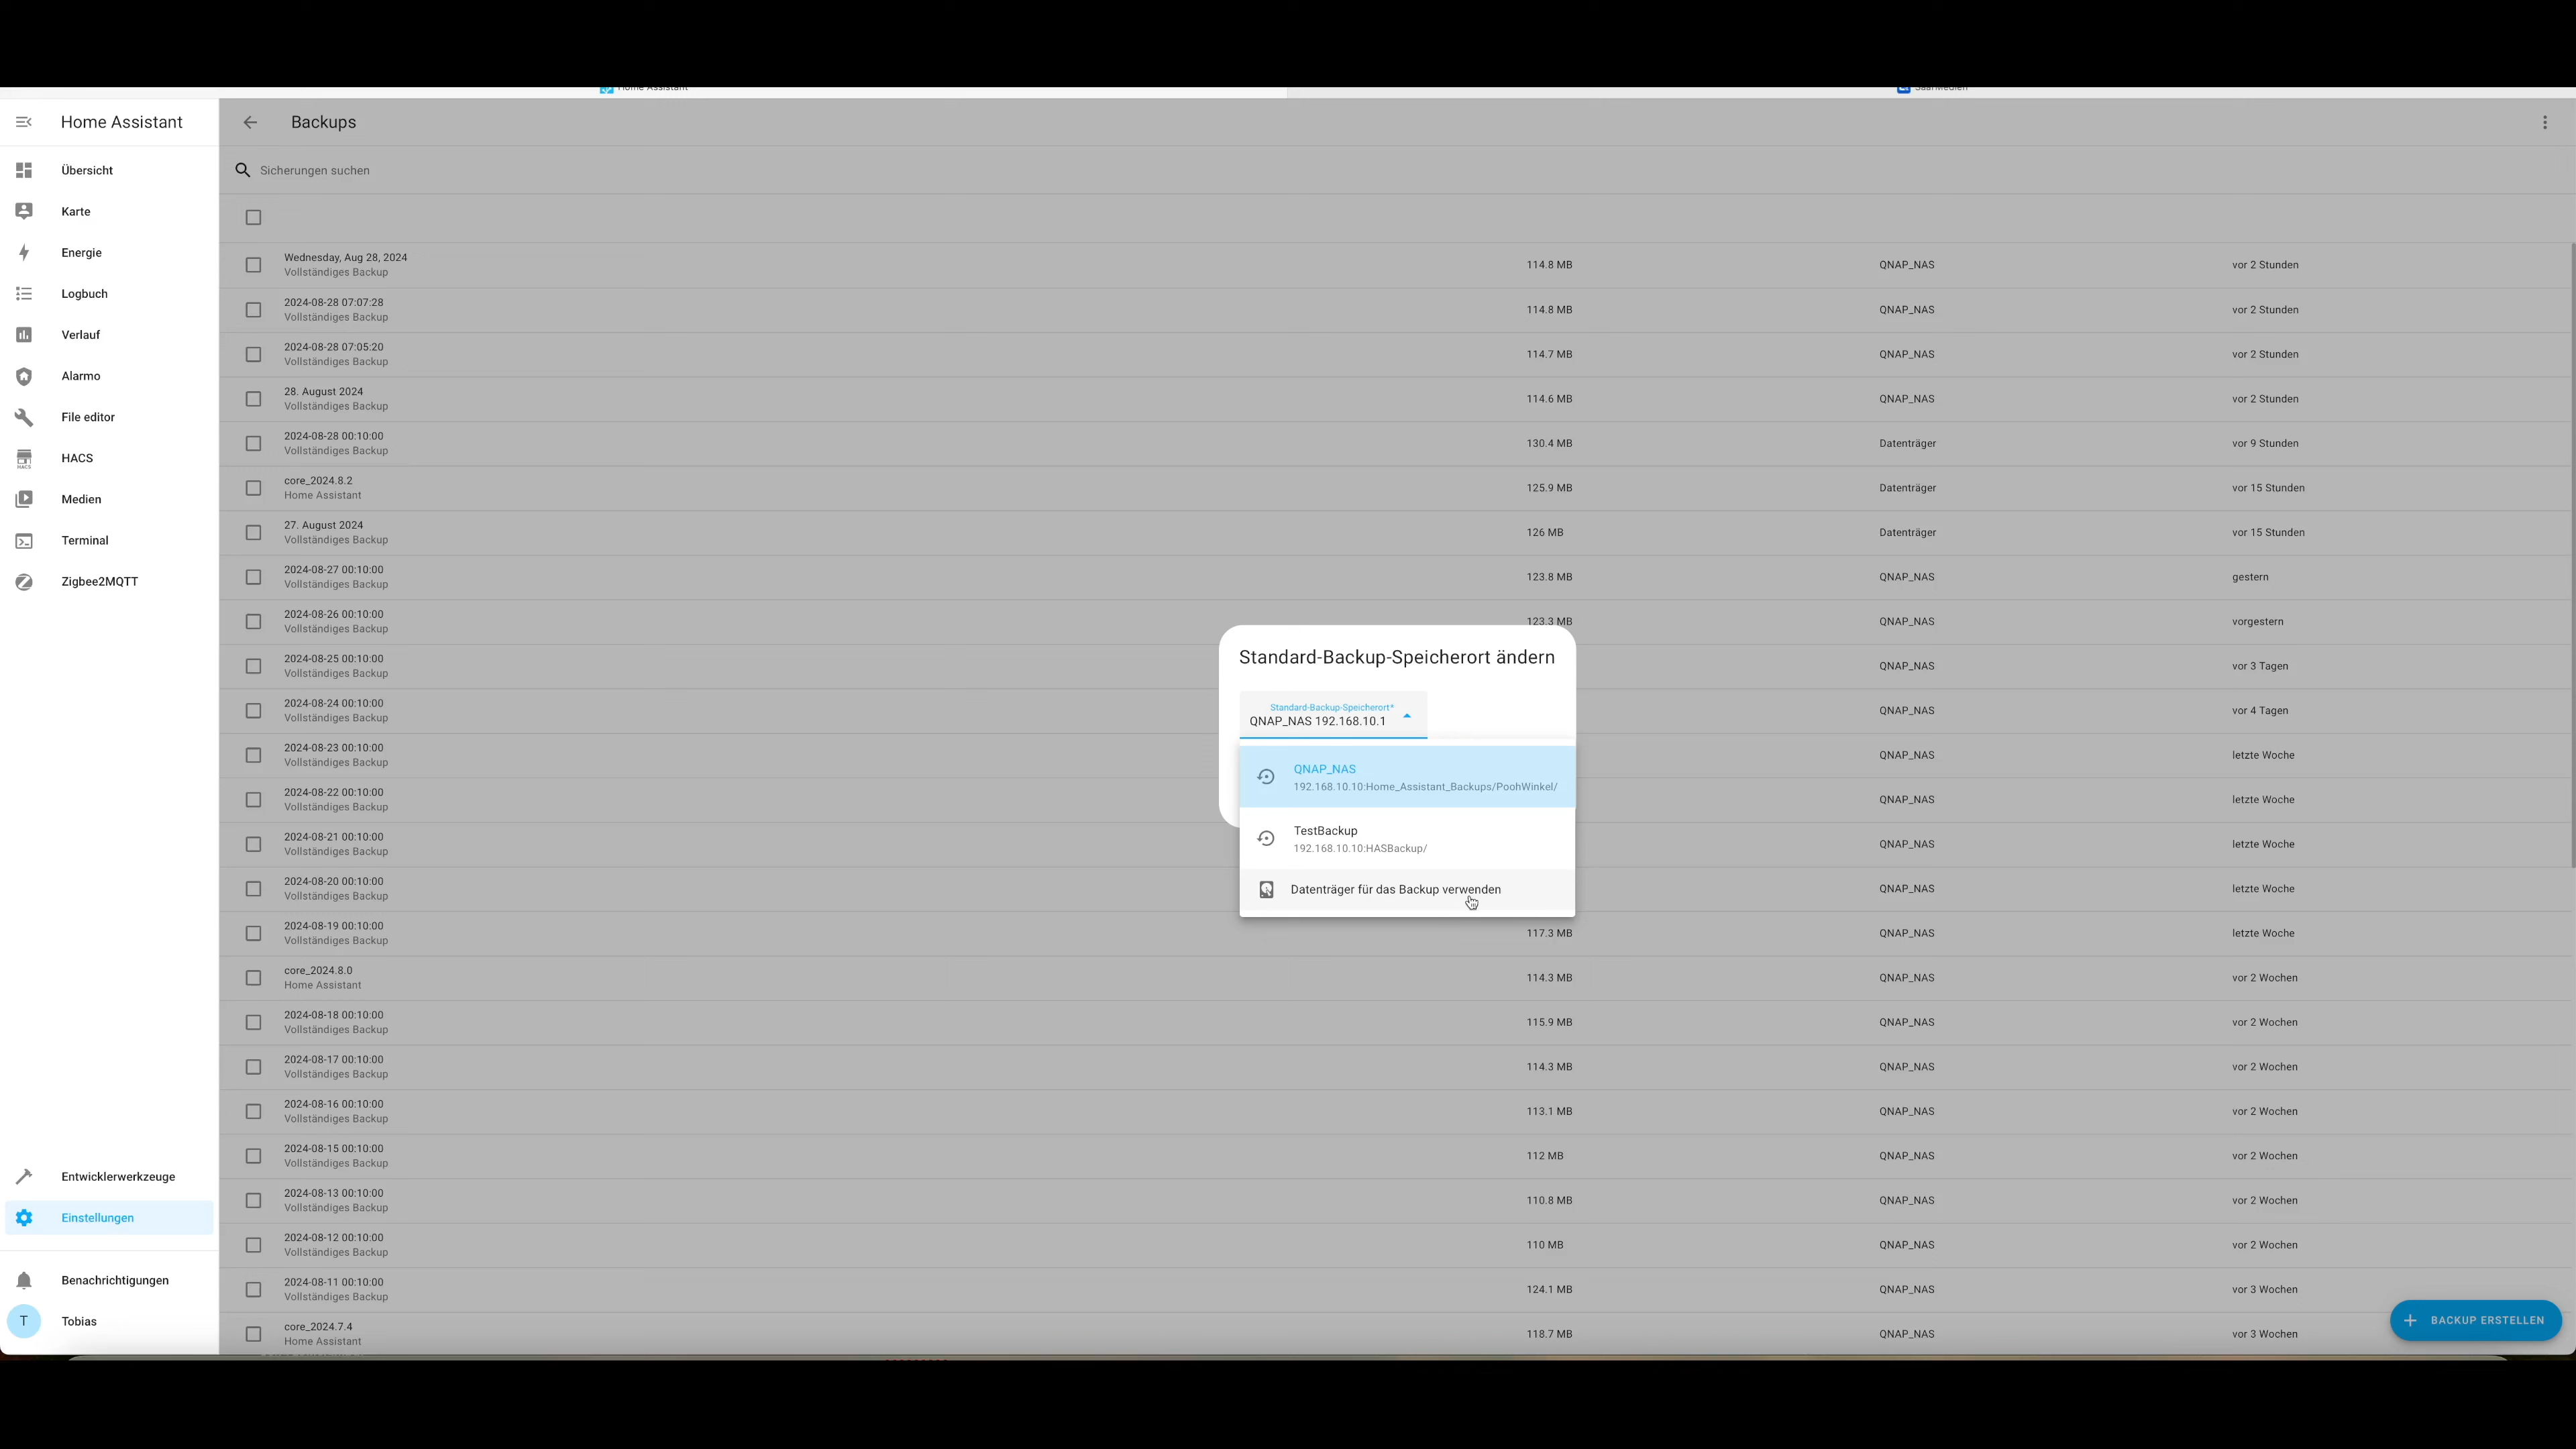 Home Assistant
SaarMedien
Home Assistant
Backups
Übersicht
Sicherungen suchen
Karte
Energie
Wednesday, Aug 28, 2024
Vollständiges Backup
114.8 MB
QNAP_NAS
vor 2 Stunden
Logbuch
2024-08-28 07:07:28
Vollständiges Backup
114.8 MB
QNAP_NAS
vor 2 Stunden
Verlauf
2024-08-28 07:05:20
Vollständiges Backup
114.7 MB
QNAP_NAS
vor 2 Stunden
Alarmo
28. August 2024
Vollständiges Backup
114.6 MB
QNAP_NAS
vor 2 Stunden
File editor
2024-08-28 00:10:00
Vollständiges Backup
130.4 MB
Datenträger
vor 9 Stunden
HACS
HACS
core_2024.8.2
Home Assistant
125.9 MB
Datenträger
vor 15 Stunden
Medien
27. August 2024
Vollständiges Backup
126 MB
Datenträger
vor 15 Stunden
Terminal
2024-08-27 00:10:00
Vollständiges Backup
123.8 MB
QNAP_NAS
gestern
Zigbee2MQTT
2024-08-26 00:10:00
Vollständiges Backup
123.3 MB
QNAP_NAS
vorgestern
2024-08-25 00:10:00
Vollständiges Backup
QNAP_NAS
vor 3 Tagen
2024-08-24 00:10:00
Vollständiges Backup
QNAP_NAS
vor 4 Tagen
2024-08-23 00:10:00
Vollständiges Backup
QNAP_NAS
letzte Woche
2024-08-22 00:10:00
Vollständiges Backup
QNAP_NAS
letzte Woche
2024-08-21 00:10:00
Vollständiges Backup
QNAP_NAS
letzte Woche
2024-08-20 00:10:00
Vollständiges Backup
QNAP_NAS
letzte Woche
2024-08-19 00:10:00
Vollständiges Backup
117.3 MB
QNAP_NAS
letzte Woche
core_2024.8.0
Home Assistant
114.3 MB
QNAP_NAS
vor 2 Wochen
2024-08-18 00:10:00
Vollständiges Backup
115.9 MB
QNAP_NAS
vor 2 Wochen
2024-08-17 00:10:00
Vollständiges Backup
114.3 MB
QNAP_NAS
vor 2 Wochen
2024-08-16 00:10:00
Vollständiges Backup
113.1 MB
QNAP_NAS
vor 2 Wochen
2024-08-15 00:10:00
Vollständiges Backup
112 MB
QNAP_NAS
vor 2 Wochen
2024-08-13 00:10:00
Vollständiges Backup
110.8 MB
QNAP_NAS
vor 2 Wochen
2024-08-12 00:10:00
Vollständiges Backup
110 MB
QNAP_NAS
vor 2 Wochen
2024-08-11 00:10:00
Vollständiges Backup
124.1 MB
QNAP_NAS
vor 3 Wochen
core_2024.7.4
Home Assistant
118.7 MB
QNAP_NAS
vor 3 Wochen
Standard-Backup-Speicherort ändern
Standard-Backup-Speicherort*
QNAP_NAS 192.168.10.1
QNAP_NAS
192.168.10.10:Home_Assistant_Backups/PoohWinkel/
TestBackup
192.168.10.10:HASBackup/
Datenträger für das Backup verwenden
Entwicklerwerkzeuge
Einstellungen
Benachrichtigungen
T
Tobias
BACKUP ERSTELLEN